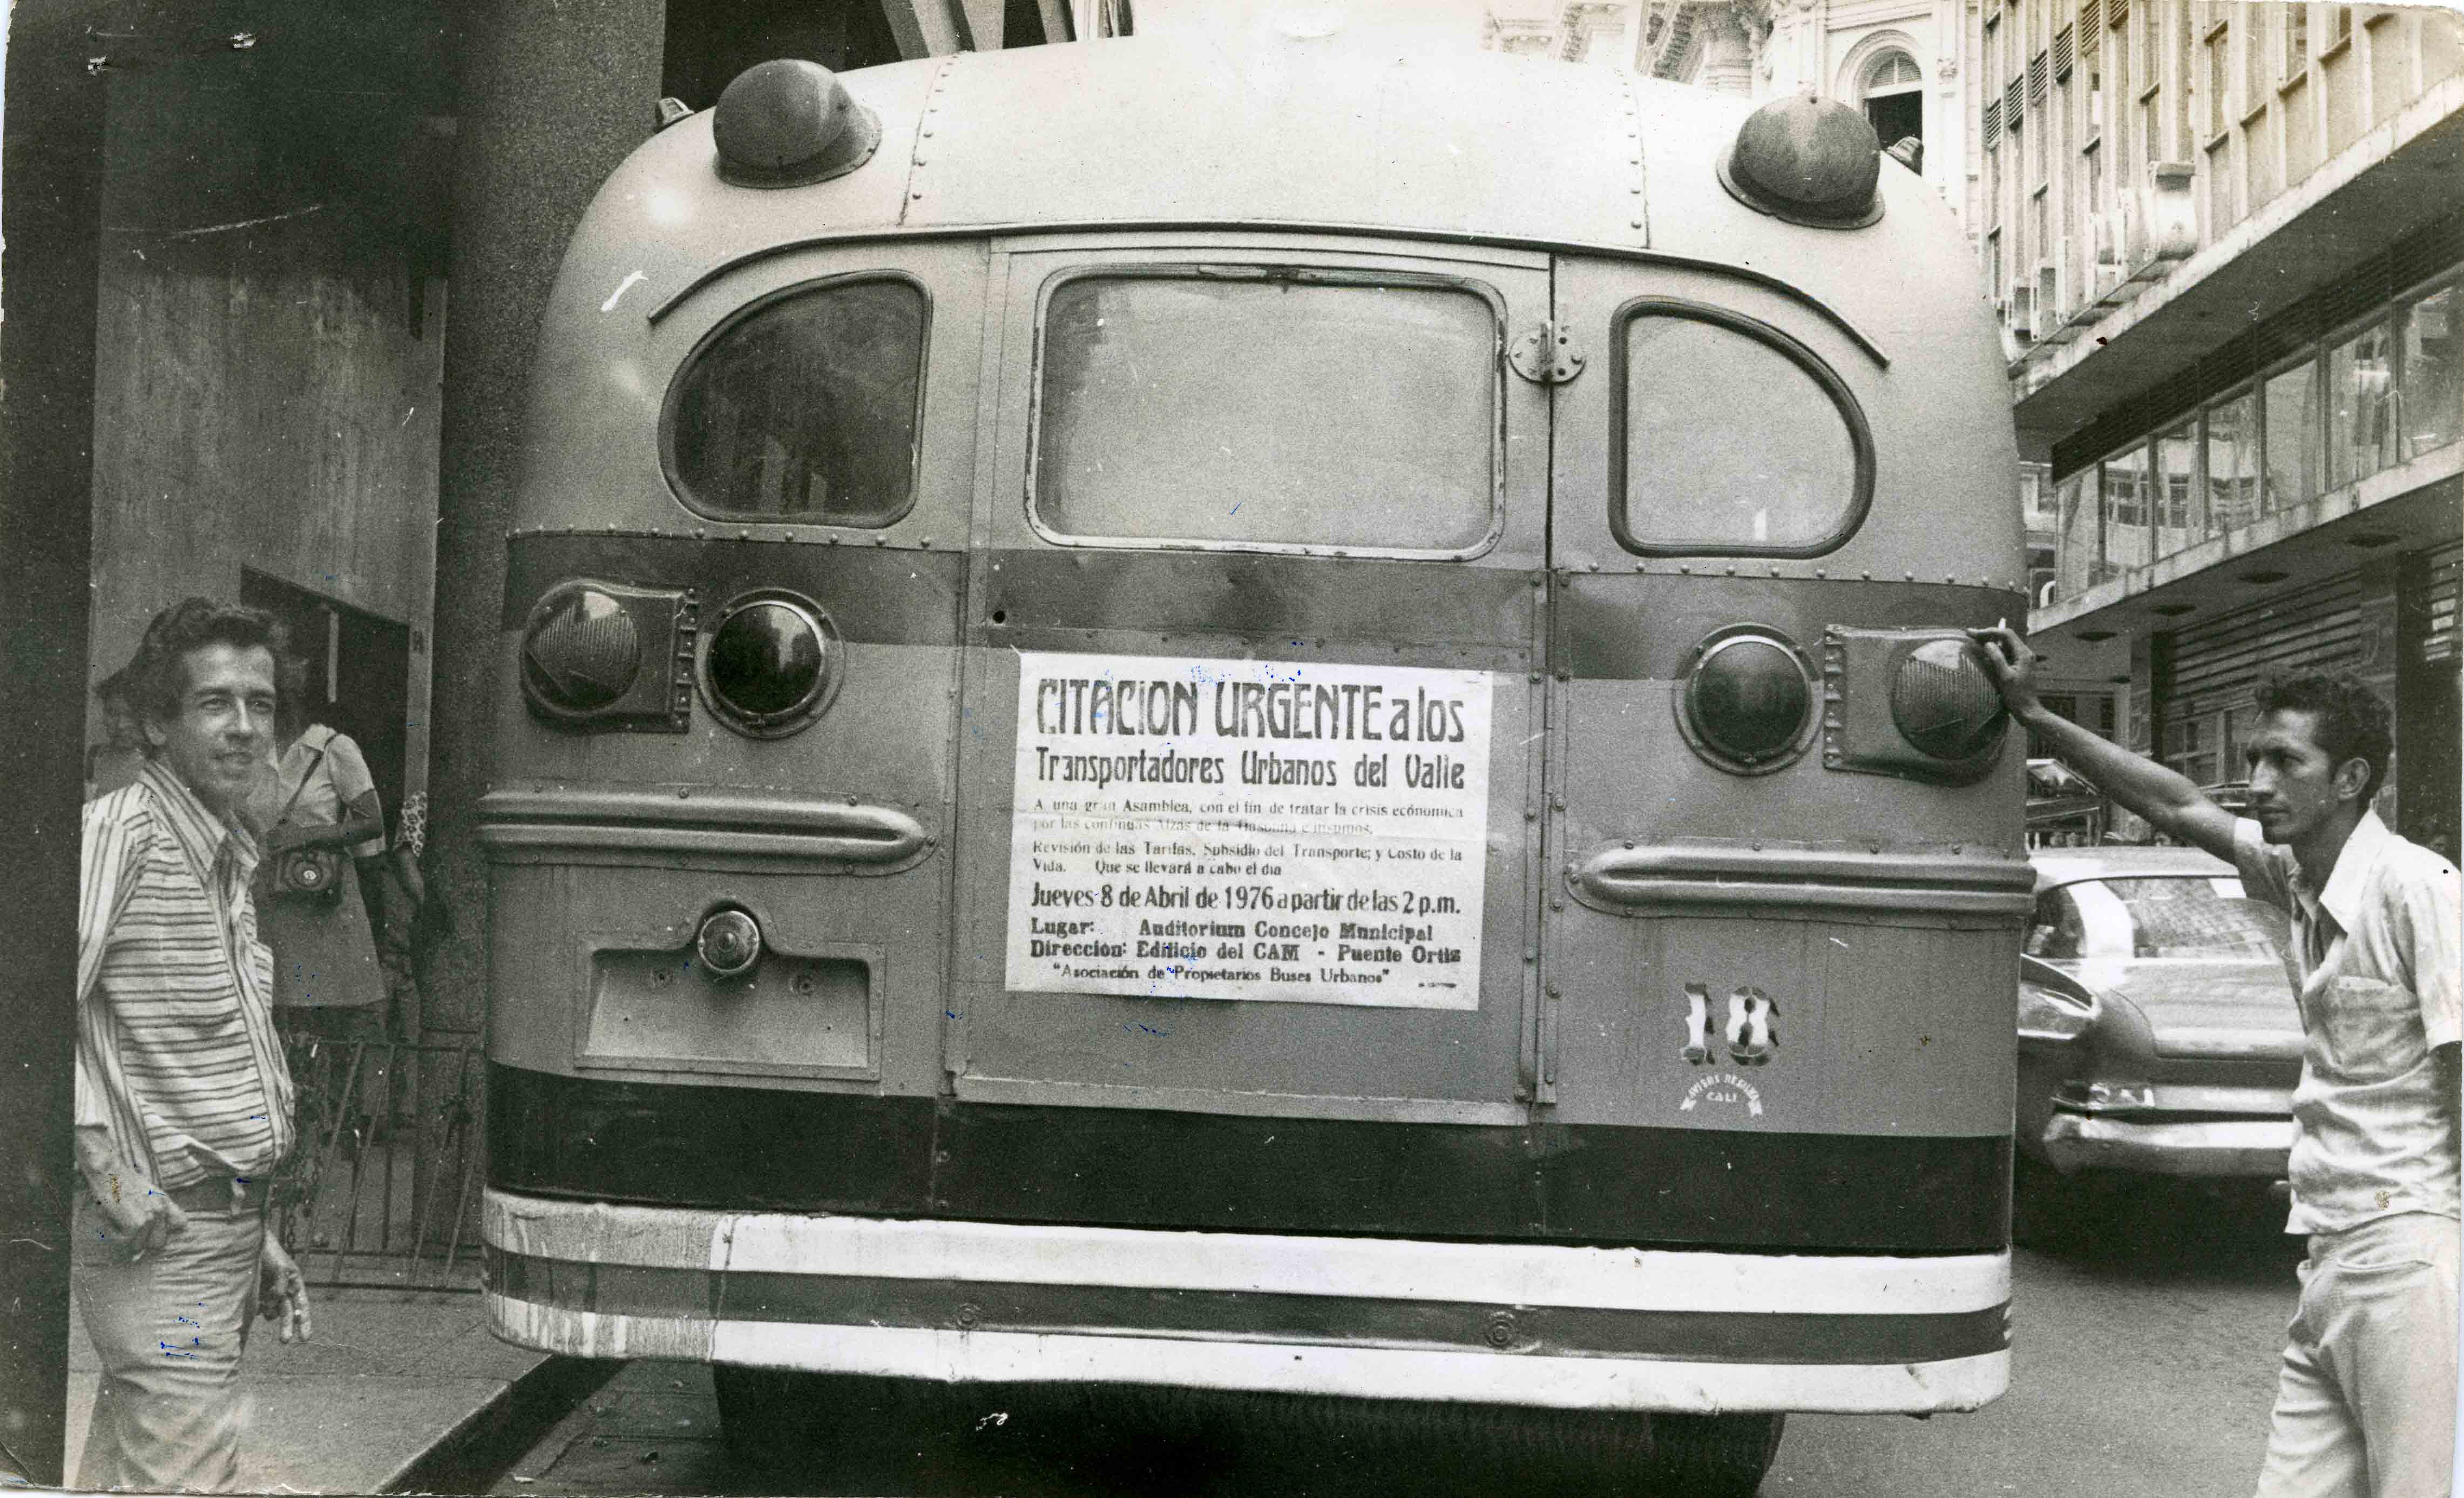 CITACION URGENTE a los
Transportadores Urbanos del Valle
A una gran Asamblea, con el fin de tratar la crisis ecónomica
por las continuas Alzas de la Gasolina e insumos,
Revisión de las Tarifas, Subsidio del Transporte; y Costo de la
Vida. Que se llevará a cabo el dia
Jueves 8 de Abril de 1976 a partir de las 2 p.m.
Lugar: Auditorium Concejo Municipal
Dirección: Edificio del CAM - Puente Ortiz
"Asociación de Propietarios Buses Urbanos"
18
CALI